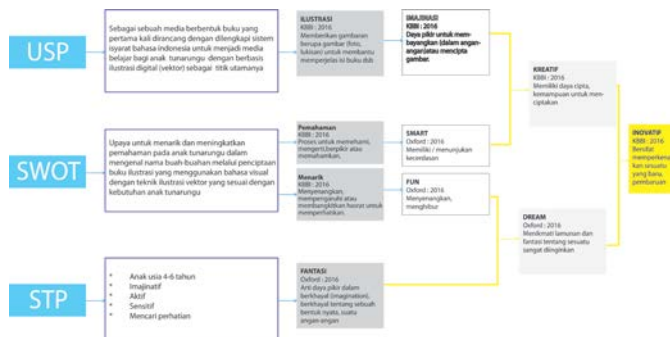 USP
Sebagai sebuah media berbentuk buku yang
pertama kali dirancang dengan dilengkapi sistem
isyarat bahasa indonesia untuk menjadi media
belajar bagi anak tunarungu dengan berbasis
ilustrasi digital (vektor) sebagai titik utamanya
ILUSTRASI
KBBI : 2016
Memberikan gambaran
berupa gambar (foto,
lukisan) untuk membantu
memperjelas isi buku dsb
IMAJINASI
KBBI : 2016
Daya pikir untuk mem-
bayangkan (dalam angan-
angan)atau mencipta
gambar.
KREATIF
KBBI : 2016
Memiliki daya cipta,
kemampuan untuk men-
ciptakan
SWOT
Upaya untuk menarik dan meningkatkan
pemahaman pada anak tunarungu dalam
mengenal nama buah-buahan melalui penciptaan
buku ilustrasi yang menggunakan bahasa visual
dengan teknik ilustrasi vektor yang sesuai dengan
kebutuhan anak tunarungu
Pemahaman
KBBI : 2016
Proses untuk memehami,
mengerti,berpikir atau
memahamkan,
SMART
Oxford : 2016
Memiliki / menunjukan
kecerdasan
Menarik
KBBI : 2016
Menyenangkan,
mempengaruhi atau
membangkitkan hasrat untuk
memperhatikan.
FUN
Oxford : 2016
Menyenangkan,
menghibur
INOVATIF
KBBI : 2016
Bersifat
memperkenal
kan sesuatu
yang baru,
pembaruan
DREAM
Oxford : 2016
Menikmati lamunan dan
fantasi tentang sesuatu
sangat diinginkan
STP
* Anak usia 4-6 tahun
* Imajinatif
* Aktif
* Sensitif
* Mencari perhatian
FANTASI
Oxford : 2016
Arti daya pikir dalam
berkhayal (imagination),
berkhayal tentang sebuah
bentuk nyata, suatu
angan-angan